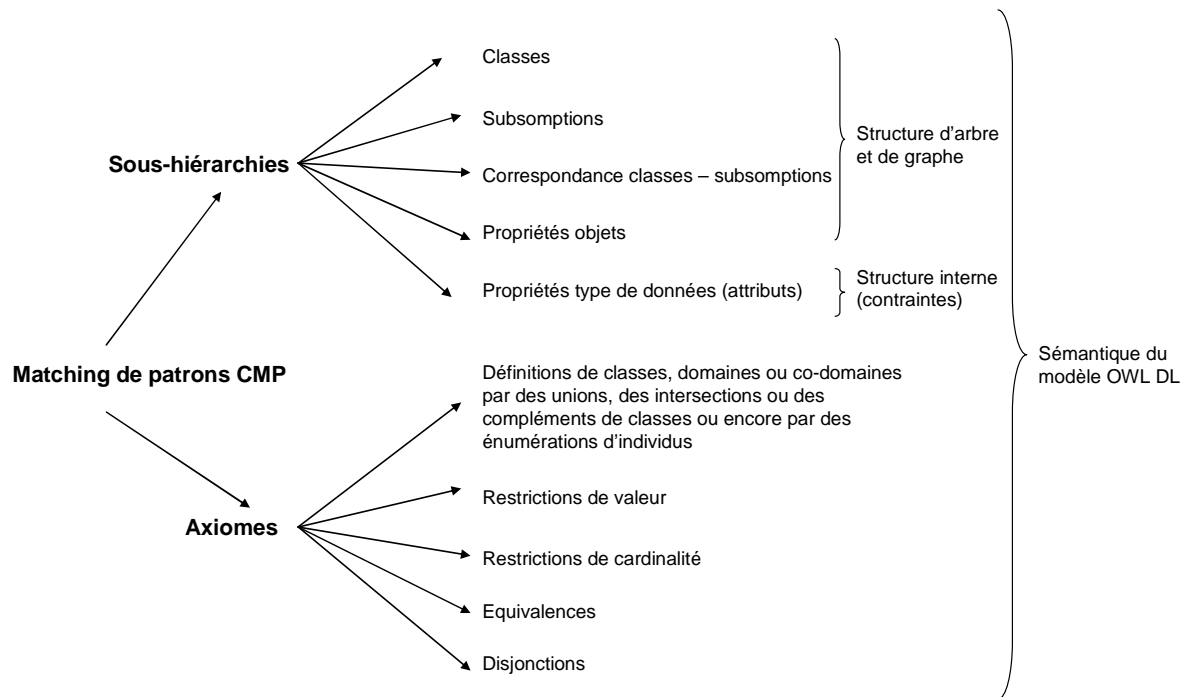 Classes
Subsomptions
Structure d'arbre
et de graphe
Sous-hiérarchies
Correspondance classes – subsomptions
Propriétés objets
Propriétés type de données (attributs)
Structure interne
(contraintes)
Sémantique du
modèle OWL DL
Matching de patrons CMP
Définitions de classes, domaines ou co-domaines
par des unions, des intersections ou des
compléments de classes ou encore par des
énumérations d'individus
Restrictions de valeur
Axiomes
Restrictions de cardinalité
Equivalences
Disjonctions